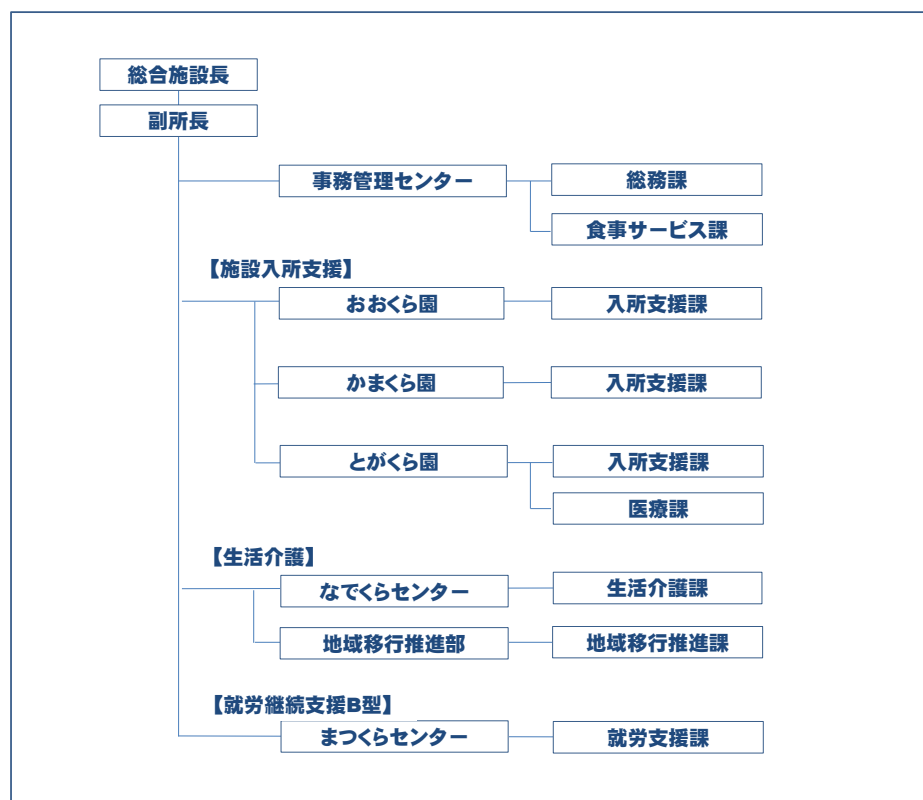 総合施設長
副所長
事務管理センター
総務課
食事サービス課
【施設入所支援】
おおくら園
入所支援課
かまくら園
入所支援課
とがくら園
入所支援課
医療課
【生活介護】
なでくらセンター
生活介護課
地域移行推進部
地域移行推進課
【就労継続支援B型】
まつくらセンター
就労支援課